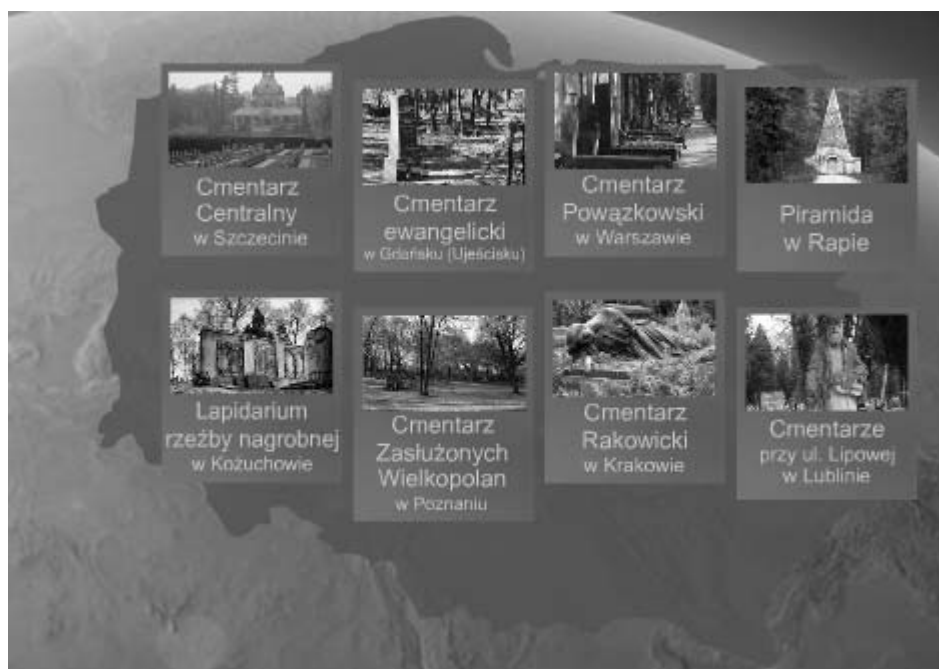 Cmentarz
Centralny
w Szczecinie
Cmentarz
ewangelicki
w Gdańsku (Ujeścisku)
Cmentarz
Powązkowski
w Warszawie
Piramida
w Rapie
Lapidarium
rzeźby nagrobnej
w Kożuchowie
Cmentarz
Zasłużonych
Wielkopolan
w Poznaniu
Cmentarz
Rakowicki
w Krakowie
Cmentarze
przy ul. Lipowej
w Lublinie